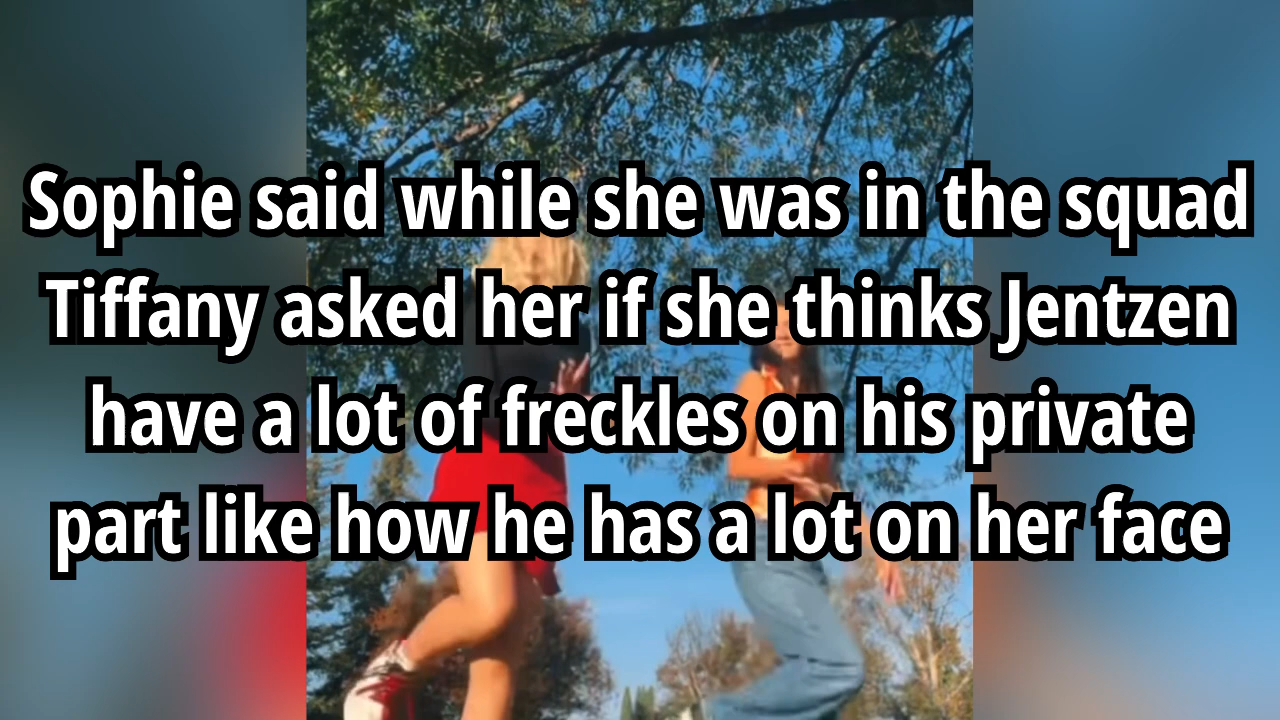 Sophie said while she was in the squad
Tiffany asked her if she thinks Jentzen
have a lot of freckles on his private
part like how he has a lot on her face